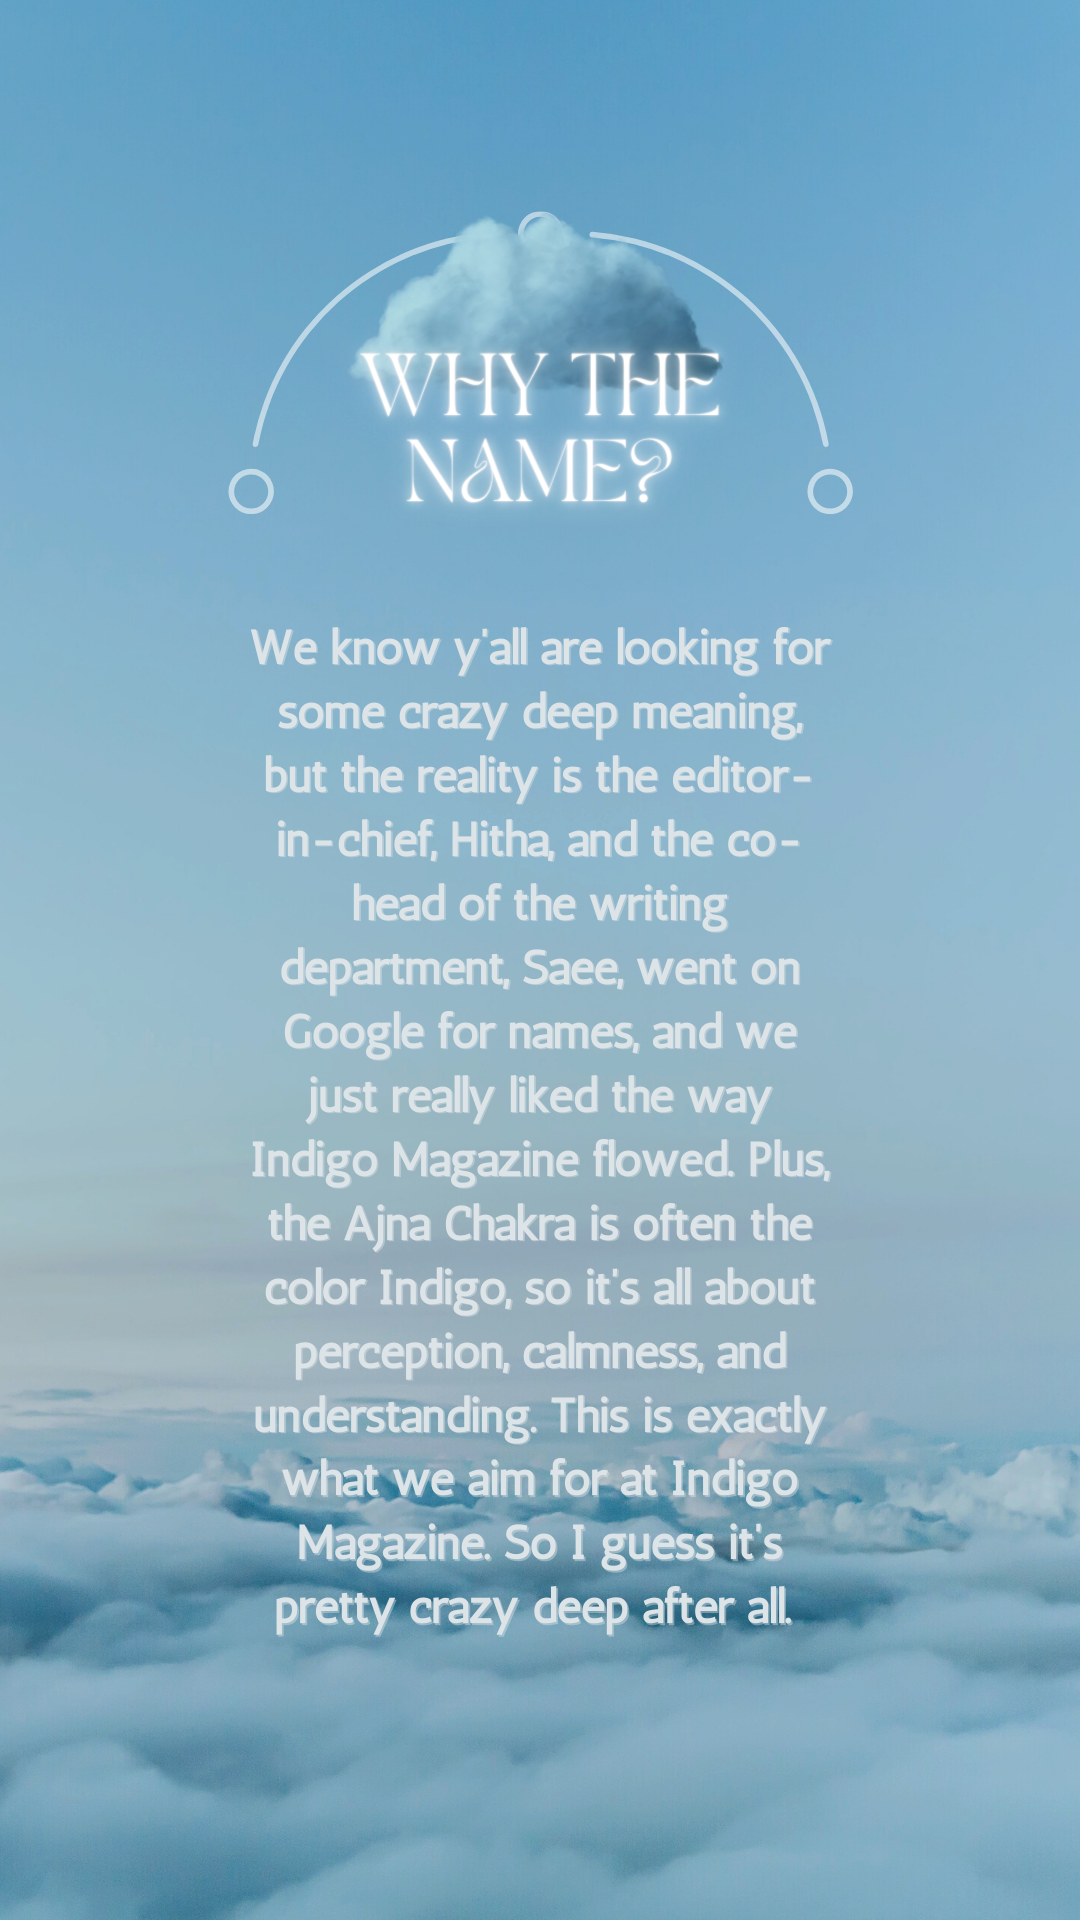 WHY THE
NAME?
We know y'all are looking for
some crazy deep meaning,
but the reality is the editor-
in-chief, Hitha, and the co-
head of the writing
department, Saee, went on
Google for names, and we
just really liked the way
Indigo Magazine flowed. Plus,
the Ajna Chakra is often the
color Indigo, so it's all about
perception, calmness, and
understanding. This is exactly
what we aim for at Indigo
Magazine. So I guess it's
pretty crazy deep after all.